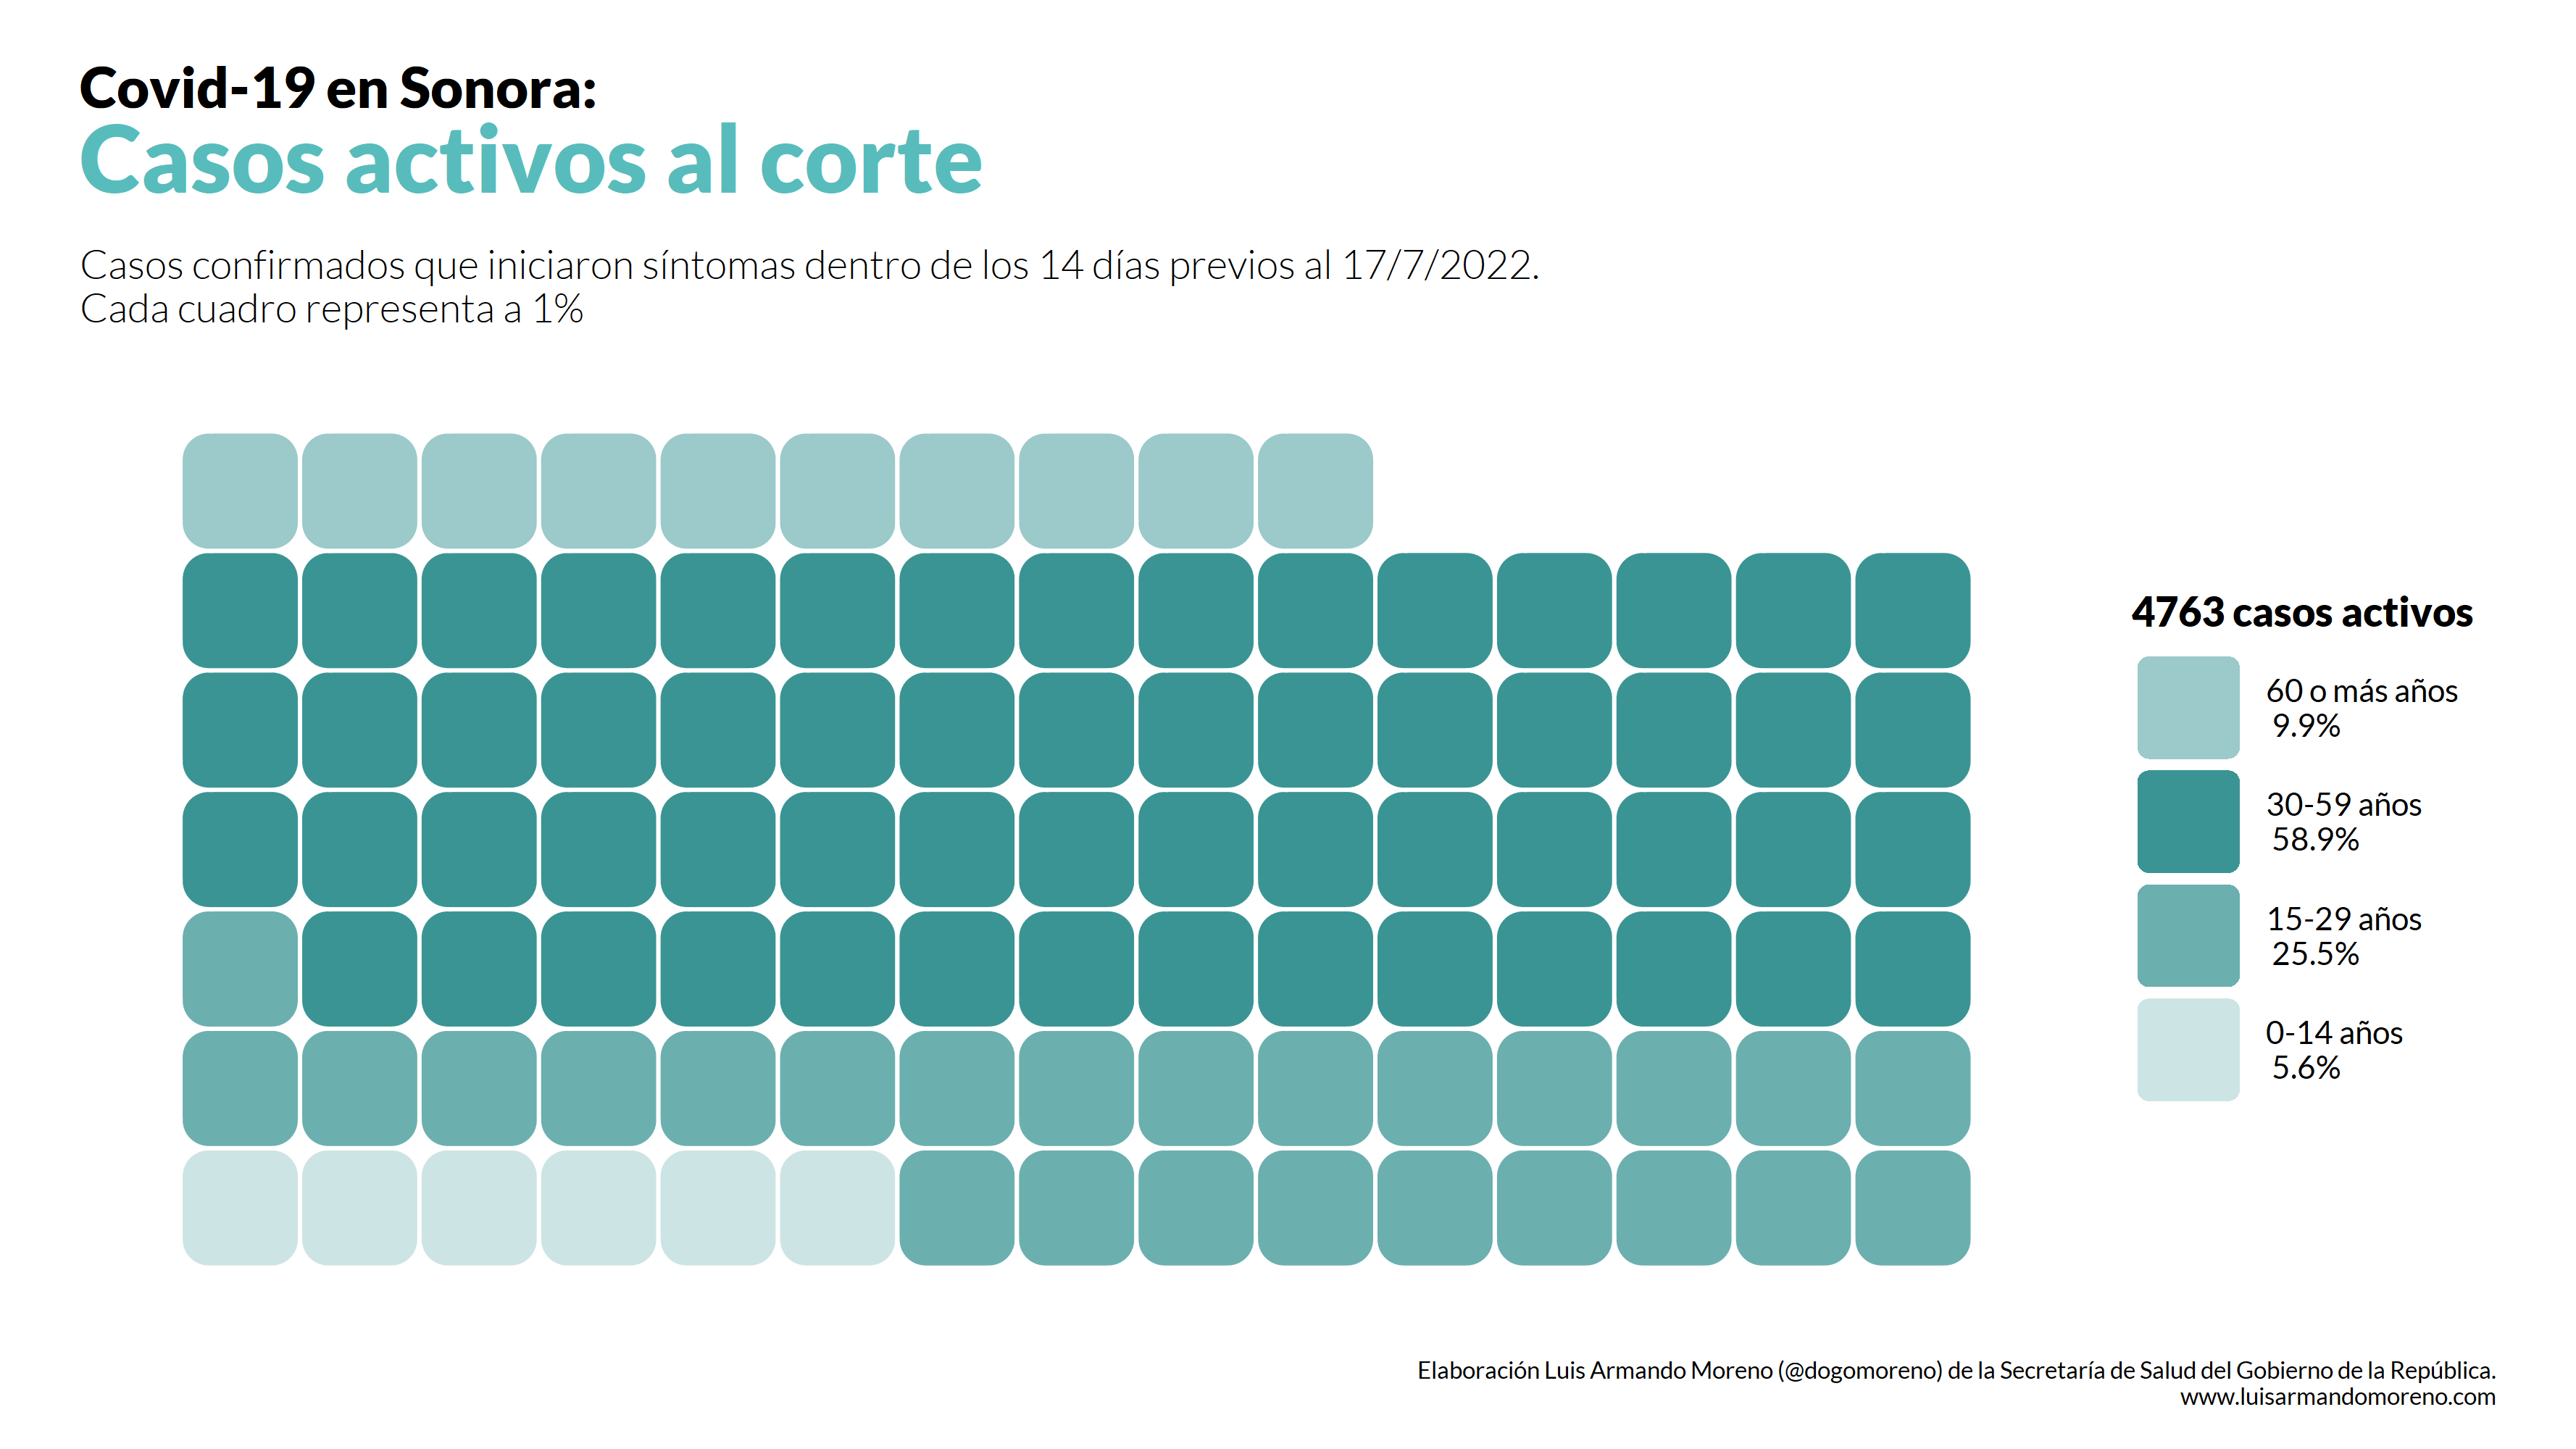 Covid-19 en Sonora:
Casos activos al corte
Casos confirmados que iniciaron síntomas dentro de los 14 días previos al 17/7/2022.
Cada cuadro representa a 1%
4763 casos activos
60 o más años
9.9%
30-59 años
58.9%
15-29 años
25.5%
0-14 años
5.6%
Elaboración Luis Armando Moreno (@dogomoreno) de la Secretaría de Salud del Gobierno de la República.
www.luisarmandomoreno.com